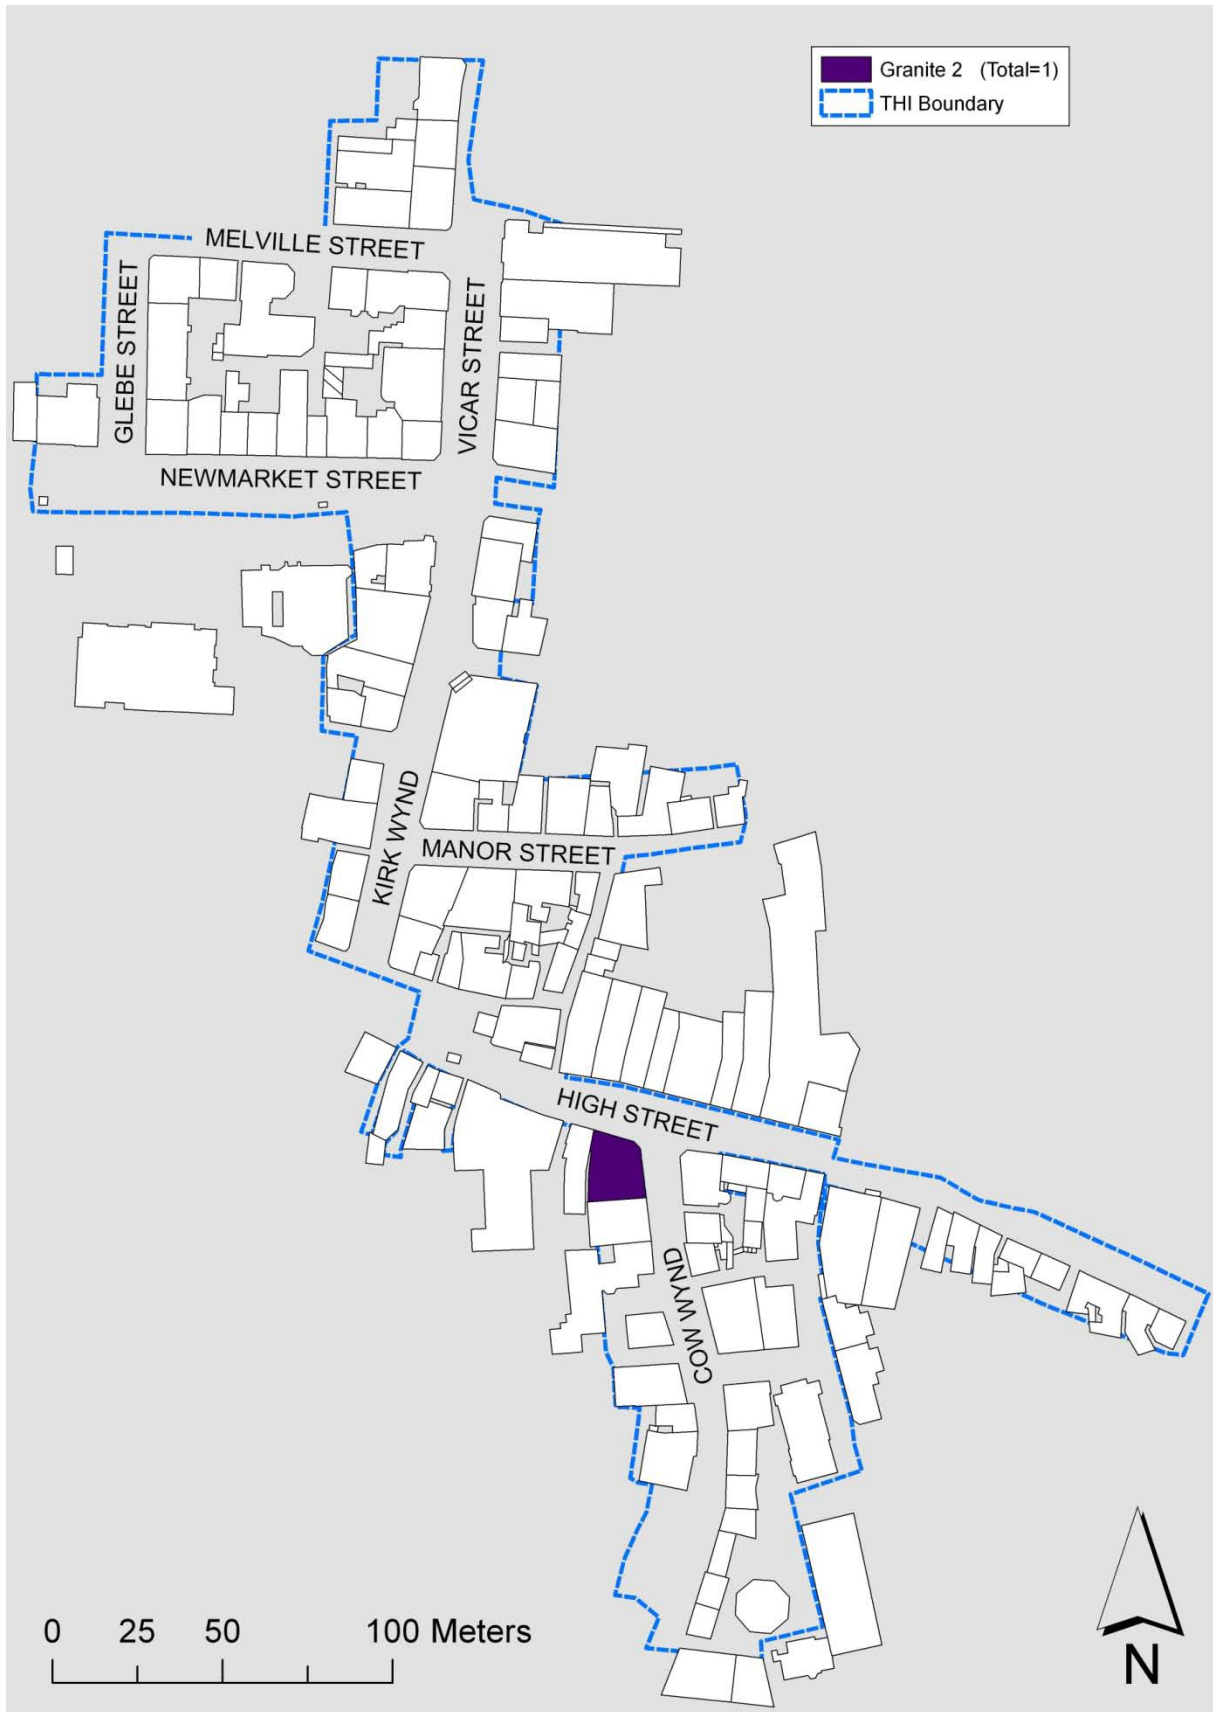 Granite 2 (Total=1)
THI Boundary
MELVILLE STREET
GLEBE STREET
VICAR STREET
NEWMARKET STREET
KIRK WYND
MANOR STREET
HIGH STREET
COW WYND
0 25 50 100 Meters
N